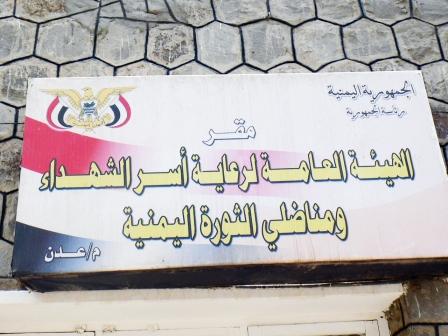 الجمهورية اليمنية
رئاسة الجمهورية
مقر
الهيئة العامة لرعاية أسر الشهداء
ومناضلي الثورة اليمنية
م/عدن